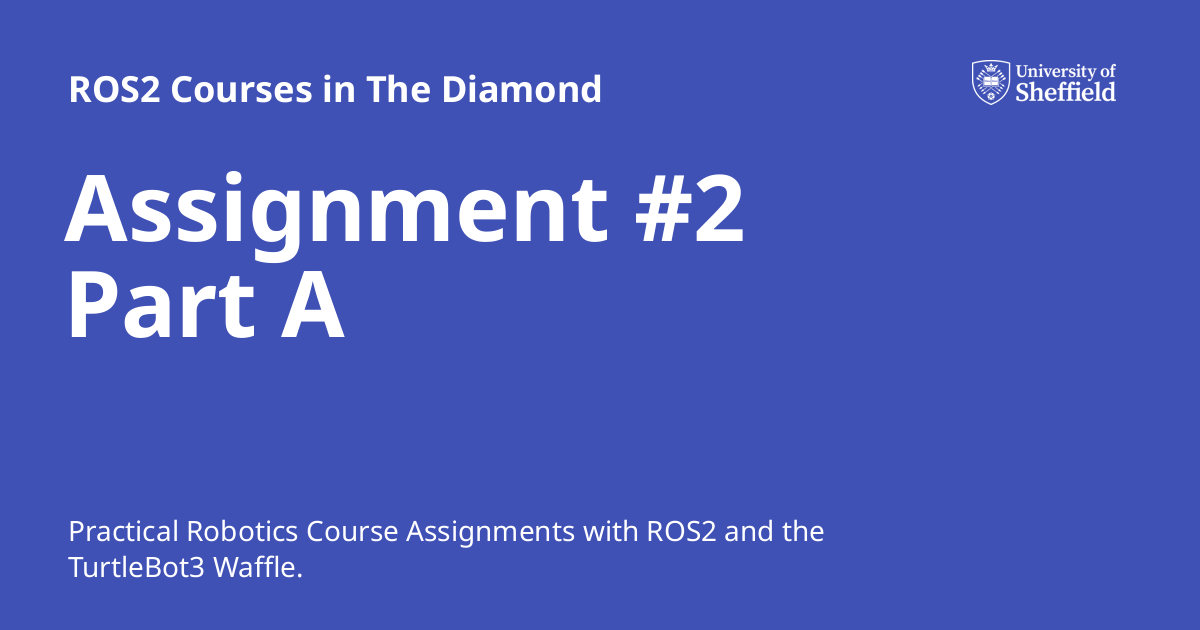 ROS2 Courses in The Diamond
University of
Sheffield
Assignment #2
Part A
Practical Robotics Course Assignments with ROS2 and the
TurtleBot3 Waffle.